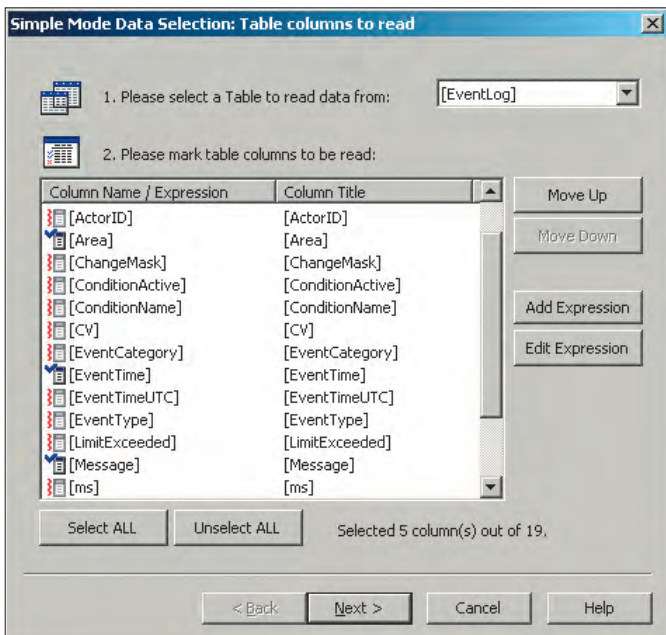 Simple Mode Data Selection: Table columns to read
1. Please select a Table to read data from:
[EventLog]
2. Please mark table columns to be read:
Column Name / Expression Column Title
[ActorID] [ActorID]
[Area] [Area]
[ChangeMask] [ChangeMask]
[ConditionActive] [ConditionActive]
[ConditionName] [ConditionName]
[CV] [CV]
[EventCategory] [EventCategory]
[EventTime] [EventTime]
[EventTimeUTC] [EventTimeUTC]
[EventType] [EventType]
[LimitExceeded] [LimitExceeded]
[Message] [Message]
[ms] [ms]
Move Up
Move Down
Add Expression
Edit Expression
Select ALL
Unselect ALL
Selected 5 column(s) out of 19.
< Back
Next >
Cancel
Help